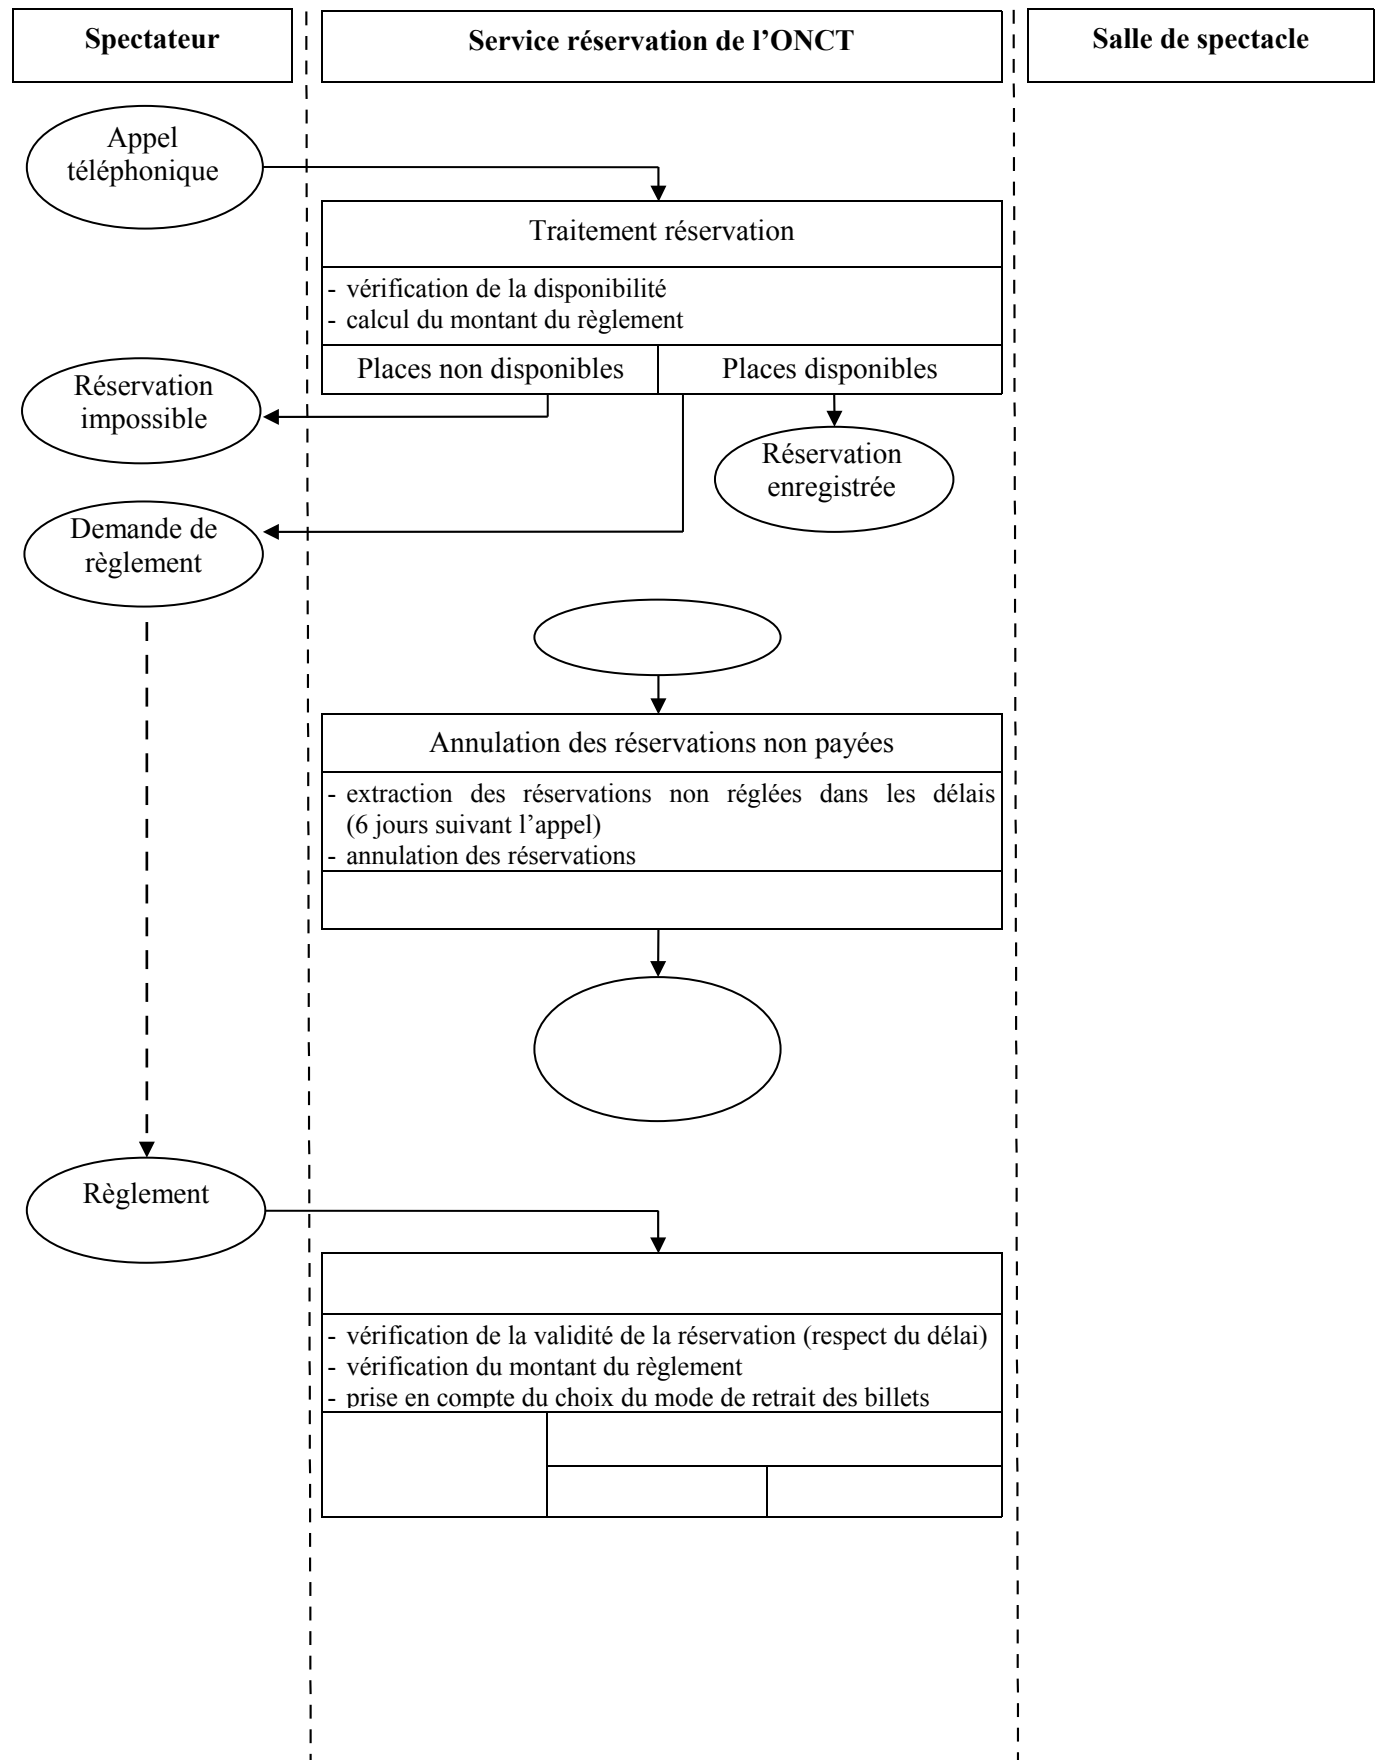 Spectateur
Service réservation de l’ONCT
Salle de spectacle
Appel
téléphonique
Traitement réservation
- vérification de la disponibilité
- calcul du montant du règlement
Places non disponibles
Places disponibles
Réservation
impossible
Réservation
enregistrée
Demande de
règlement
Annulation des réservations non payées
- extraction des réservations non réglées dans les délais
(6 jours suivant l’appel)
- annulation des réservations
Règlement
- vérification de la validité de la réservation (respect du délai)
- vérification du montant du règlement
- prise en compte du choix du mode de retrait des billets